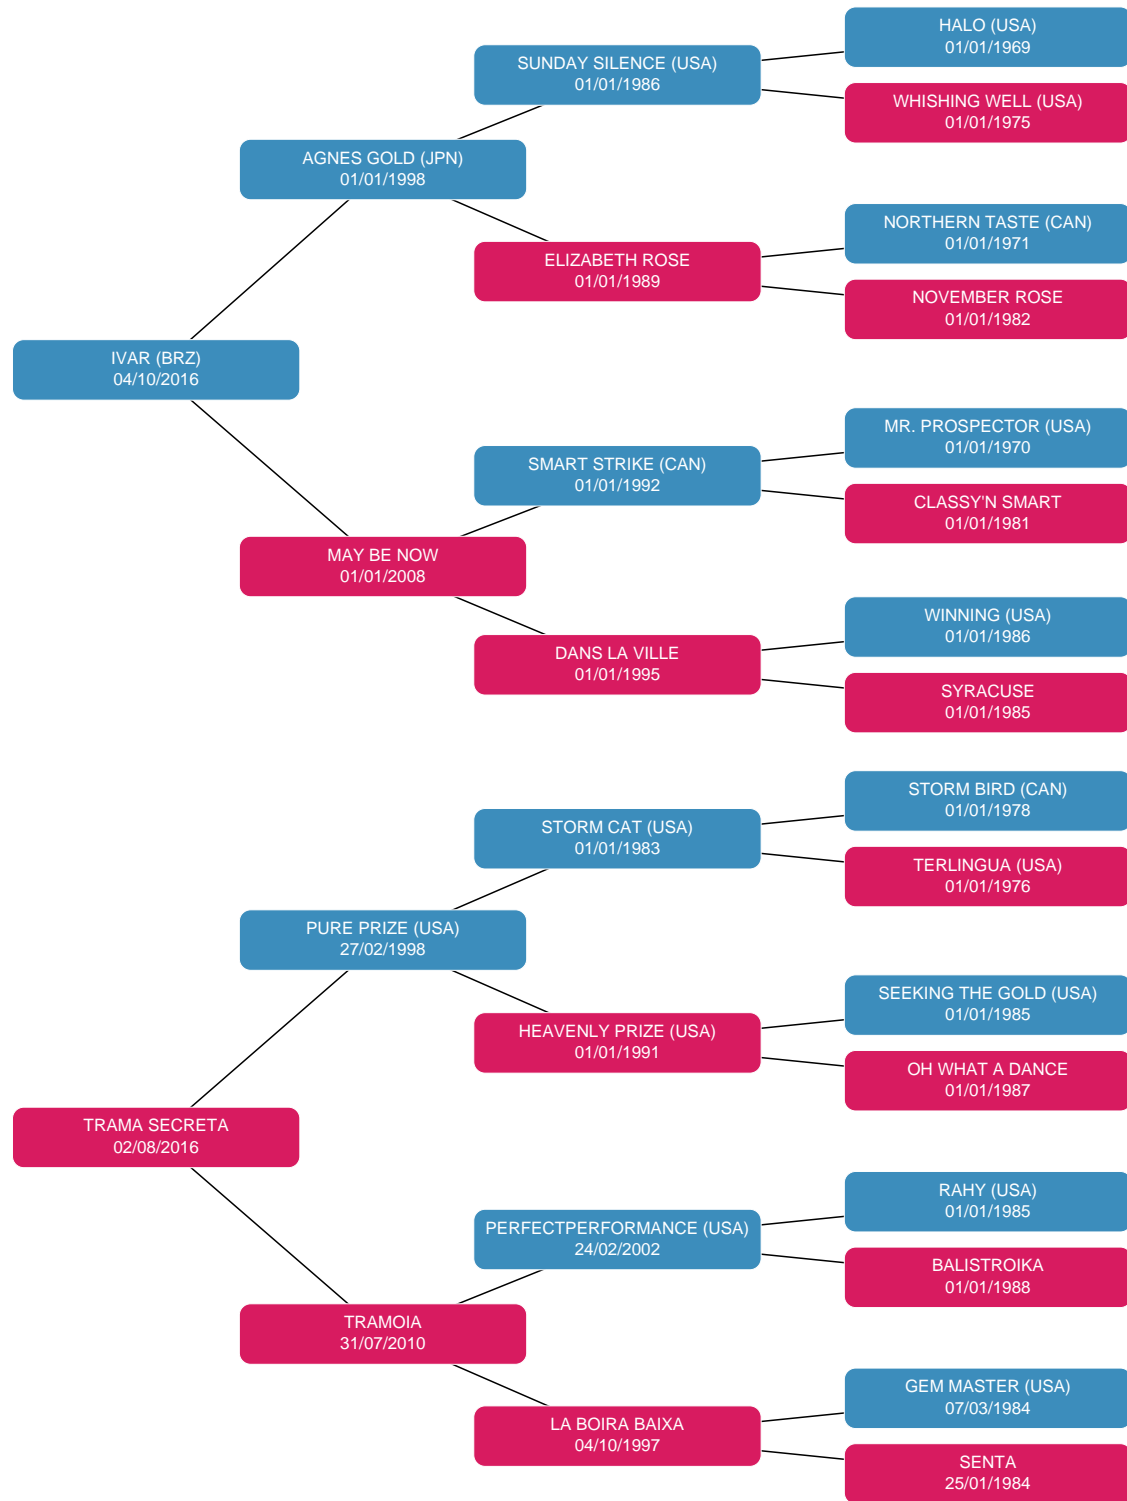 HALO (USA)
01/01/1969
SUNDAY SILENCE (USA)
01/01/1986
WHISHING WELL (USA)
01/01/1975
AGNES GOLD (JPN)
01/01/1998
NORTHERN TASTE (CAN)
01/01/1971
ELIZABETH ROSE
01/01/1989
NOVEMBER ROSE
01/01/1982
IVAR (BRZ)
04/10/2016
MR. PROSPECTOR (USA)
01/01/1970
SMART STRIKE (CAN)
01/01/1992
CLASSY'N SMART
01/01/1981
MAY BE NOW
01/01/2008
WINNING (USA)
01/01/1986
DANS LA VILLE
01/01/1995
SYRACUSE
01/01/1985
STORM BIRD (CAN)
01/01/1978
STORM CAT (USA)
01/01/1983
TERLINGUA (USA)
01/01/1976
PURE PRIZE (USA)
27/02/1998
SEEKING THE GOLD (USA)
01/01/1985
HEAVENLY PRIZE (USA)
01/01/1991
OH WHAT A DANCE
01/01/1987
TRAMA SECRETA
02/08/2016
RAHY (USA)
01/01/1985
PERFECTPERFORMANCE (USA)
24/02/2002
BALISTROIKA
01/01/1988
TRAMOIA
31/07/2010
GEM MASTER (USA)
07/03/1984
LA BOIRA BAIXA
04/10/1997
SENTA
25/01/1984